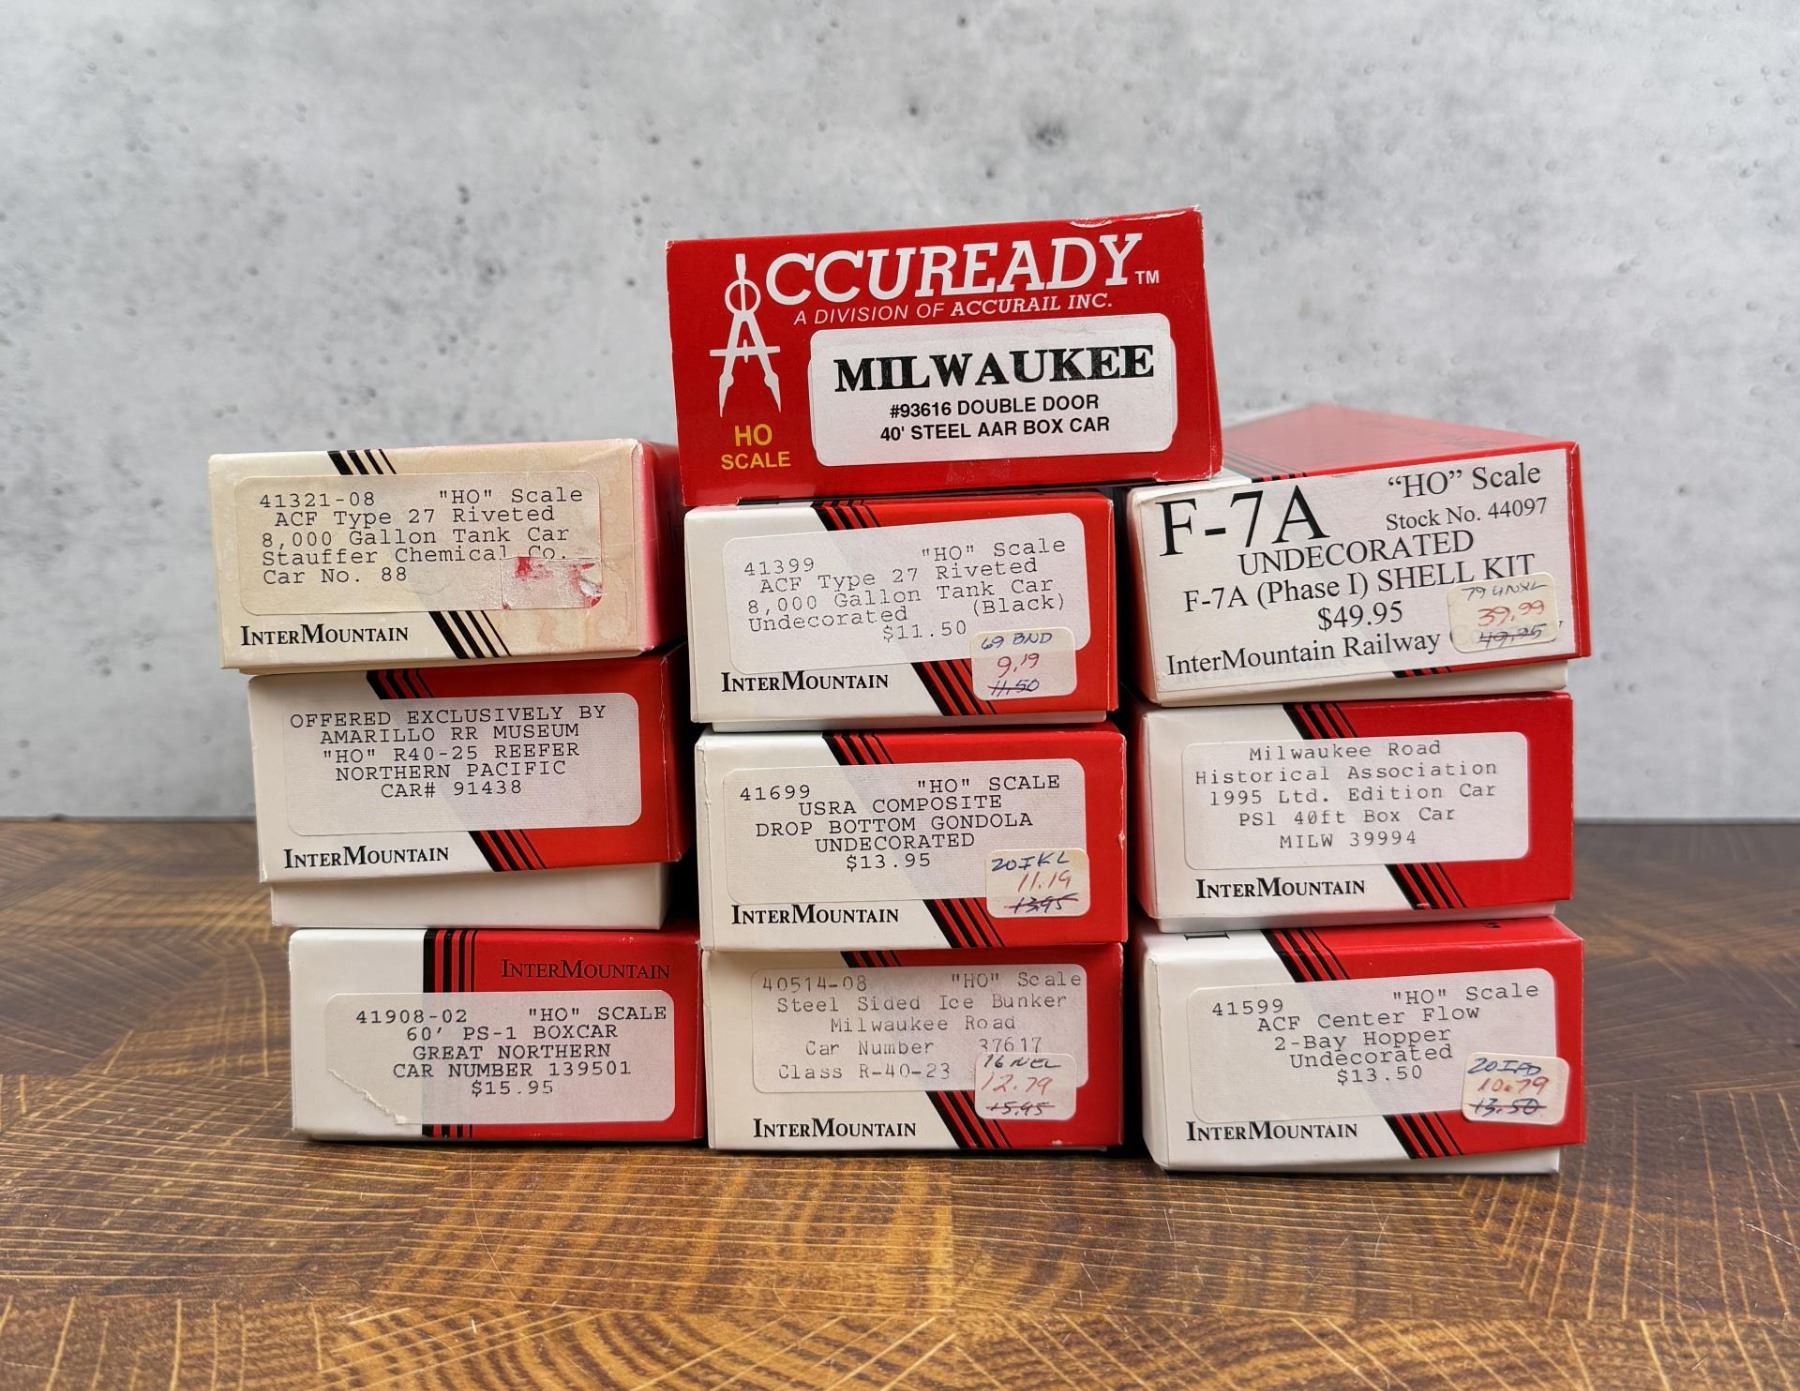 ACCUREADY™
A DIVISION OF ACCURAIL INC.
MILWAUKEE
#93616 DOUBLE DOOR
40' STEEL AAR BOX CAR
HO
SCALE
41321-08 "HO" Scale
ACF Type 27 Riveted
8,000 Gallon Tank Car
Stauffer Chemical Co.
Car No. 88
INTERMOUNTAIN
OFFERED EXCLUSIVELY BY
AMARILLO RR MUSEUM
"HO" R40-25 REEFER
NORTHERN PACIFIC
CAR# 91438
INTERMOUNTAIN
INTERMOUNTAIN
41908-02 "HO" SCALE
60' PS-1 BOXCAR
GREAT NORTHERN
CAR NUMBER 139501
$15.95
41399 "HO" Scale
ACF Type 27 Riveted
8,000 Gallon Tank Car
Undecorated (Black)
$11.50
69 BND
9.19
11.50
INTERMOUNTAIN
41699 "HO" SCALE
USRA COMPOSITE
DROP BOTTOM GONDOLA
UNDECORATED
$13.95
20IKL
11.19
13.95
INTERMOUNTAIN
40514-08 "HO" Scale
Steel Sided Ice Bunker
Milwaukee Road
Car Number 37617
Class R-40-23
12.79
15.95
INTERMOUNTAIN
F-7A "HO" Scale
Stock No. 44097
UNDECORATED
F-7A (Phase I) SHELL KIT
$49.95
39.99
49.95
InterMountain Railway
Milwaukee Road
Historical Association
1995 Ltd. Edition Car
PS1 40ft Box Car
MILW 39994
INTERMOUNTAIN
41599 "HO" Scale
ACF Center Flow
2-Bay Hopper
Undecorated
$13.50
10.79
13.50
INTERMOUNTAIN